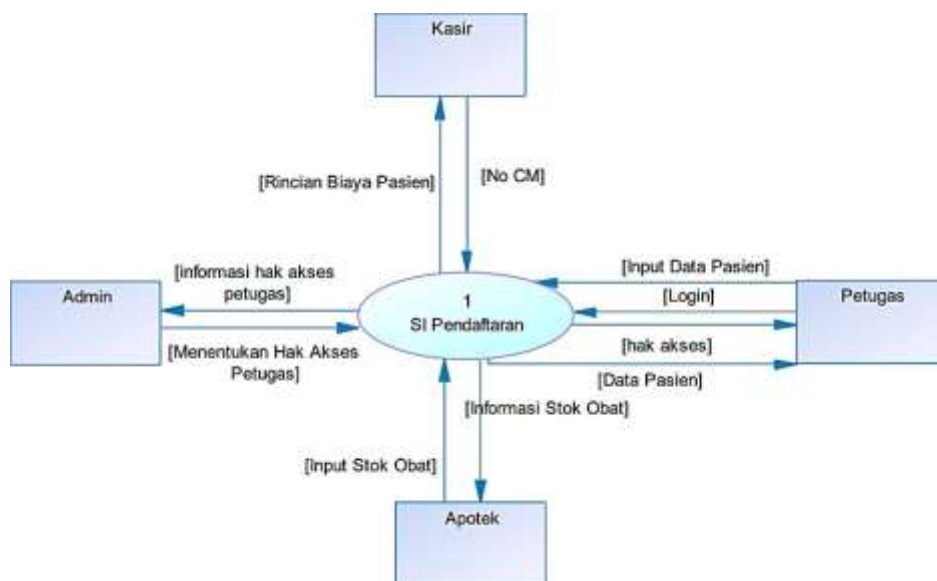 Kasir
[Rincian Biaya Pasien]
[No CM]
[informasi hak akses
petugas]
[Input Data Pasien]
Admin
[Login]
Petugas
1
SI Pendaftaran
[Menentukan Hak Akses
Petugas]
[hak akses]
[Data Pasien]
[Informasi Stok Obat]
[Input Stok Obat]
Apotek